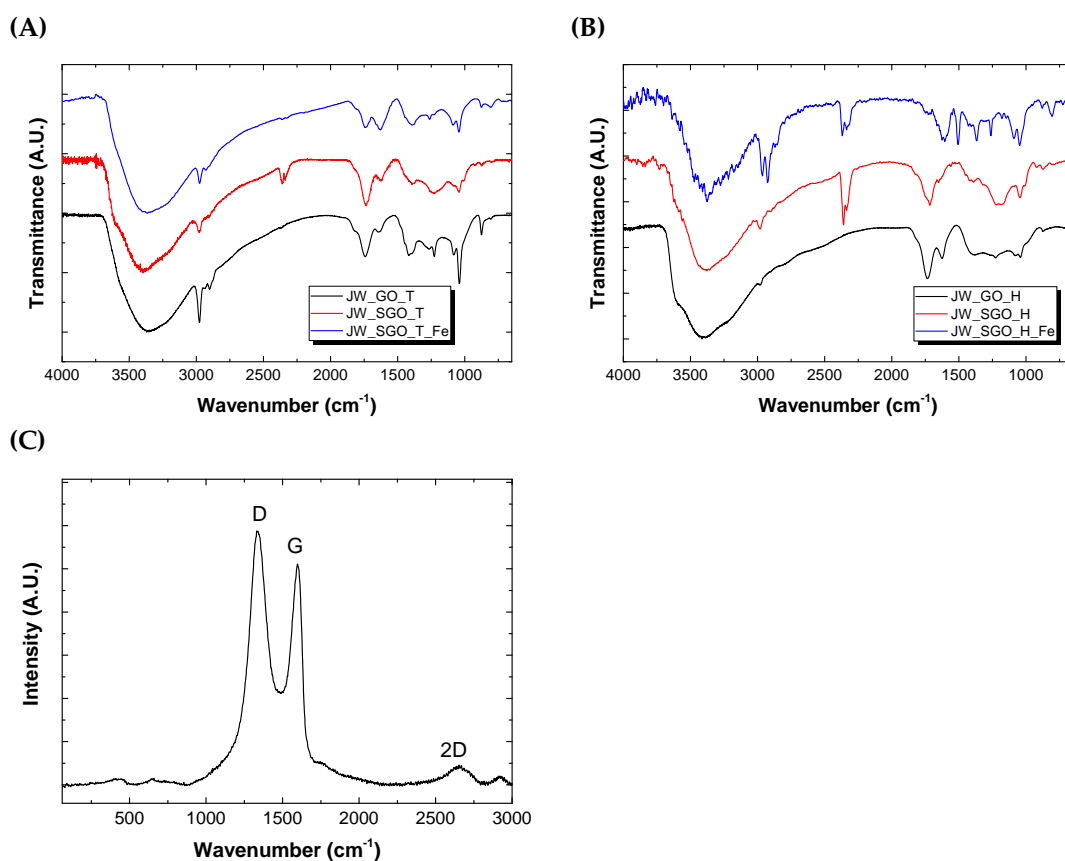 (A)
Transmittance (A.U.)
JW_GO_T
JW_SGO_T
JW_SGO_T_Fe
4000 3500 3000 2500 2000 1500 1000
Wavenumber (cm⁻¹)
(B)
Transmittance (A.U.)
JW_GO_H
JW_SGO_H
JW_SGO_H_Fe
4000 3500 3000 2500 2000 1500 1000
Wavenumber (cm⁻¹)
(C)
Intensity (A.U.)
D
G
2D
500 1000 1500 2000 2500 3000
Wavenumber (cm⁻¹)